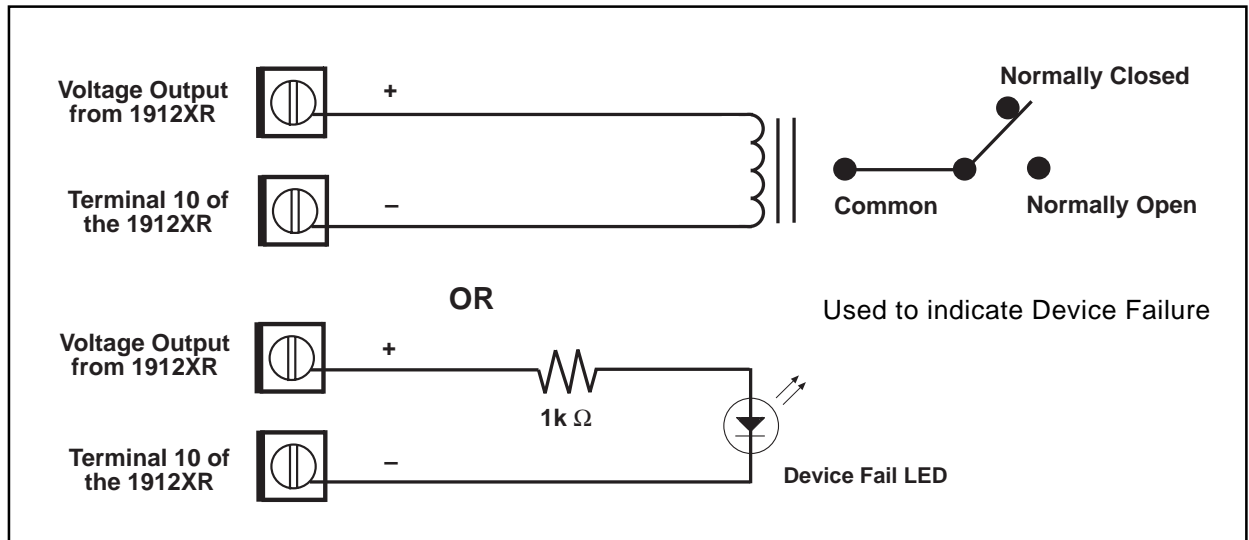 Voltage Output
from 1912XR
+
Normally Closed
Terminal 10 of
the 1912XR
–
Common
Normally Open
OR
Used to indicate Device Failure
Voltage Output
from 1912XR
+
1k Ω
Terminal 10 of
the 1912XR
–
Device Fail LED